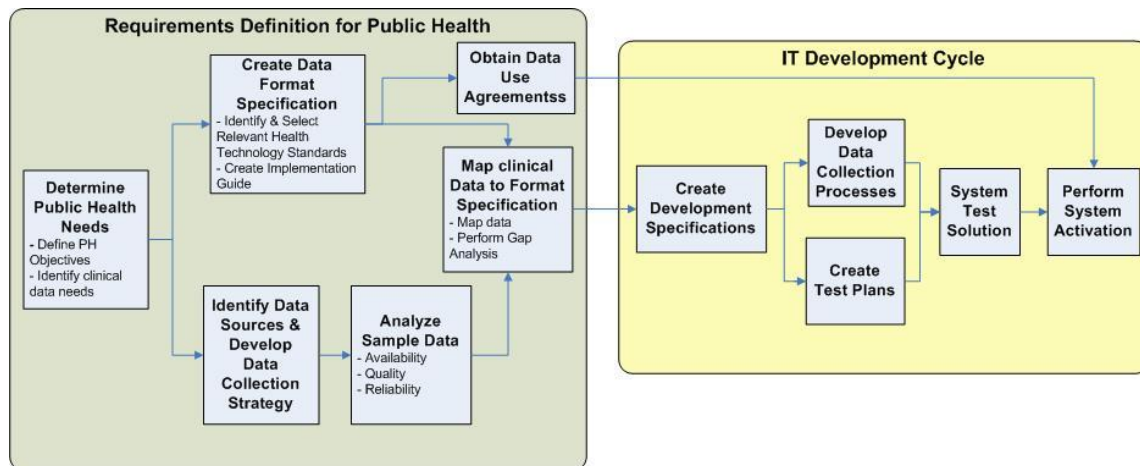 Requirements Definition for Public Health
Create Data
Format
Specification
- Identify & Select
Relevant Health
Technology Standards
- Create Implementation
Guide
Obtain Data
Use
Agreementss
Determine
Public Health
Needs
- Define PH
Objectives
- Identify clinical
data needs
Map clinical
Data to Format
Specification
- Map data
- Perform Gap
Analysis
Identify Data
Sources &
Develop
Data
Collection
Strategy
Analyze
Sample Data
- Availability
- Quality
- Reliability
IT Development Cycle
Create
Development
Specifications
Develop
Data
Collection
Processes
Create
Test Plans
System
Test
Solution
Perform
System
Activation